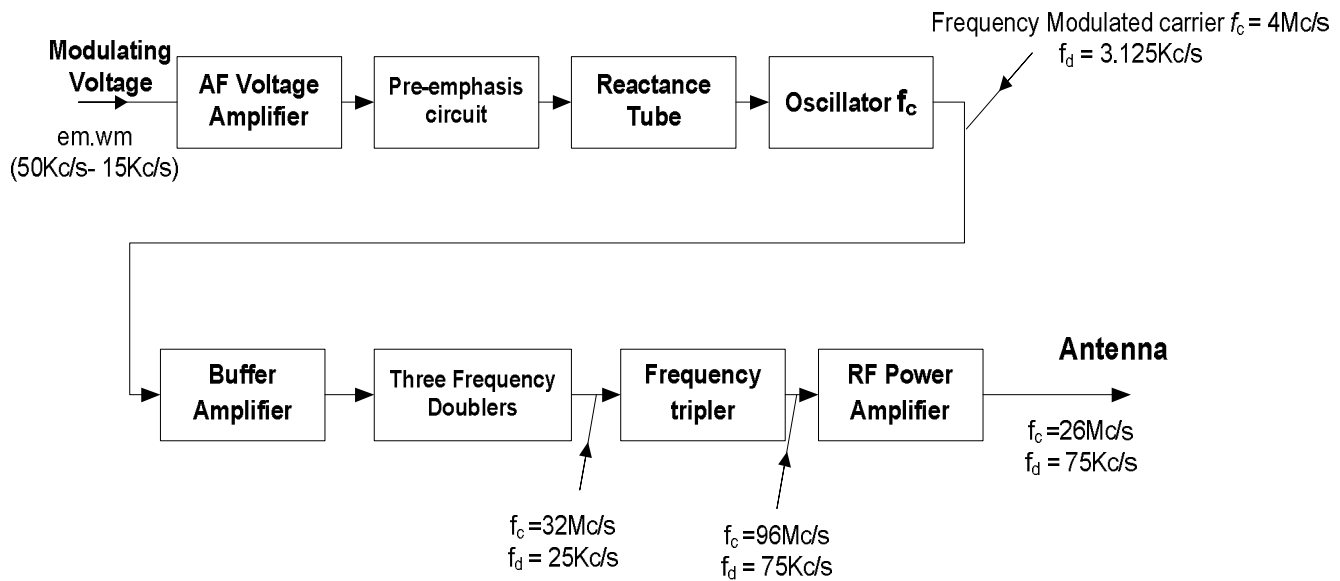 Frequency Modulated carrier fc = 4Mc/s
fd = 3.125Kc/s
Modulating
Voltage
em.wm
(50Kc/s- 15Kc/s)
AF Voltage
Amplifier
Pre-emphasis
circuit
Reactance
Tube
Oscillator fc
Buffer
Amplifier
Three Frequency
Doublers
Frequency
tripler
RF Power
Amplifier
Antenna
fc =26Mc/s
fd = 75Kc/s
fc =32Mc/s
fd = 25Kc/s
fc =96Mc/s
fd = 75Kc/s